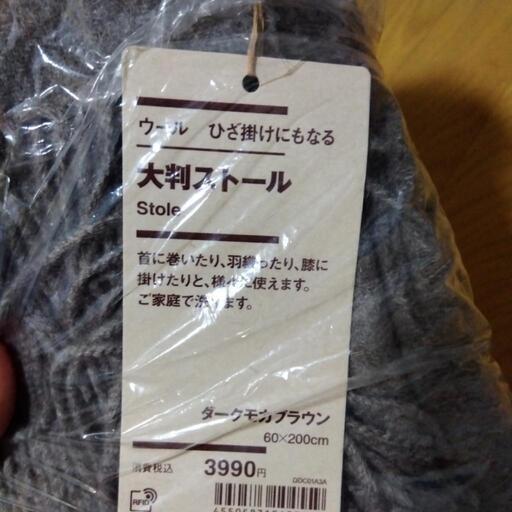 ウール ひざ掛けにもなる
大判ストール
Stole
首に巻いたり、羽織ったり、膝に
掛けたりと、様々に使えます。
ご家庭で洗えます。
ダークモカブラウン
60×200cm
消費税込 3990円
QDC01A3A
RFID